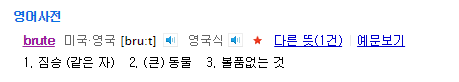 영어사전
brute 미국·영국 [bru:t] 영국식 ★ 다른 뜻(1건) 예문보기
1. 짐승 (같은 자) 2. (큰) 동물 3. 볼품없는 것